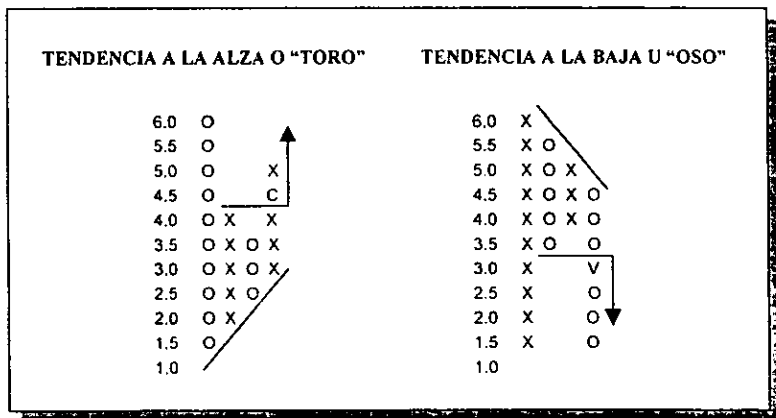 TENDENCIA A LA ALZA O “TORO”
6.0 O
5.5 O
5.0 O X
4.5 O C
4.0 O X X
3.5 O X O X
3.0 O X O X
2.5 O X O
2.0 O X
1.5 O
1.0
TENDENCIA A LA BAJA U “OSO”
6.0 X
5.5 X O
5.0 X O X
4.5 X O X O
4.0 X O X O
3.5 X O O
3.0 X V
2.5 X O
2.0 X O
1.5 X O
1.0